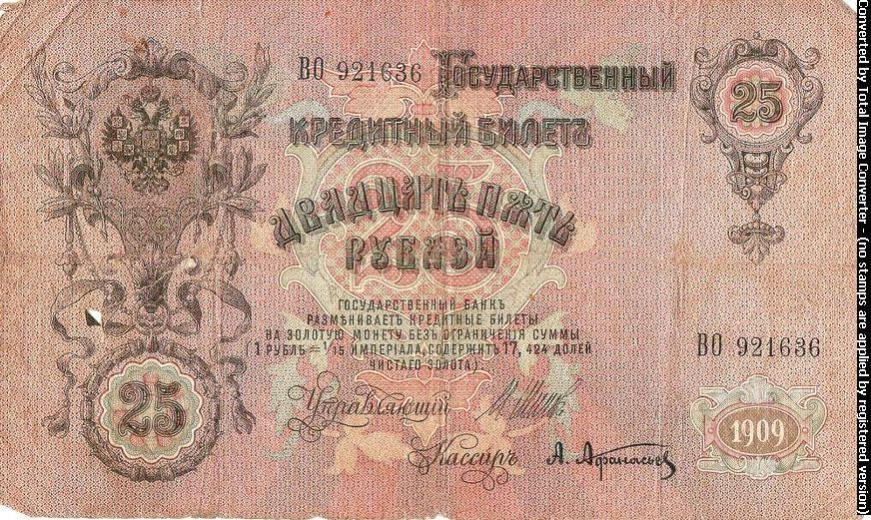 ВО 921636
Государственный
25
Кредитный Билетъ
Двадцать пять
рублей
ГОСУДАРСТВЕННЫЙ БАНКЪ
РАЗМѢНИВАЕТЪ КРЕДИТНЫЕ БИЛЕТЫ
НА ЗОЛОТУЮ МОНЕТУ БЕЗЪ ОГРАНИЧЕНІЯ СУММЫ
(1 РУБЛЬ = 1/15 ИМПЕРІАЛА, СОДЕРЖИТЪ 17, 424 ДОЛЕЙ
ЧИСТАГО ЗОЛОТА)
ВО 921636
25
25
Управляющій
Кассиръ
А. Афанасьев
1909
Converted by Total Image Converter - (no stamps are applied by registered version)